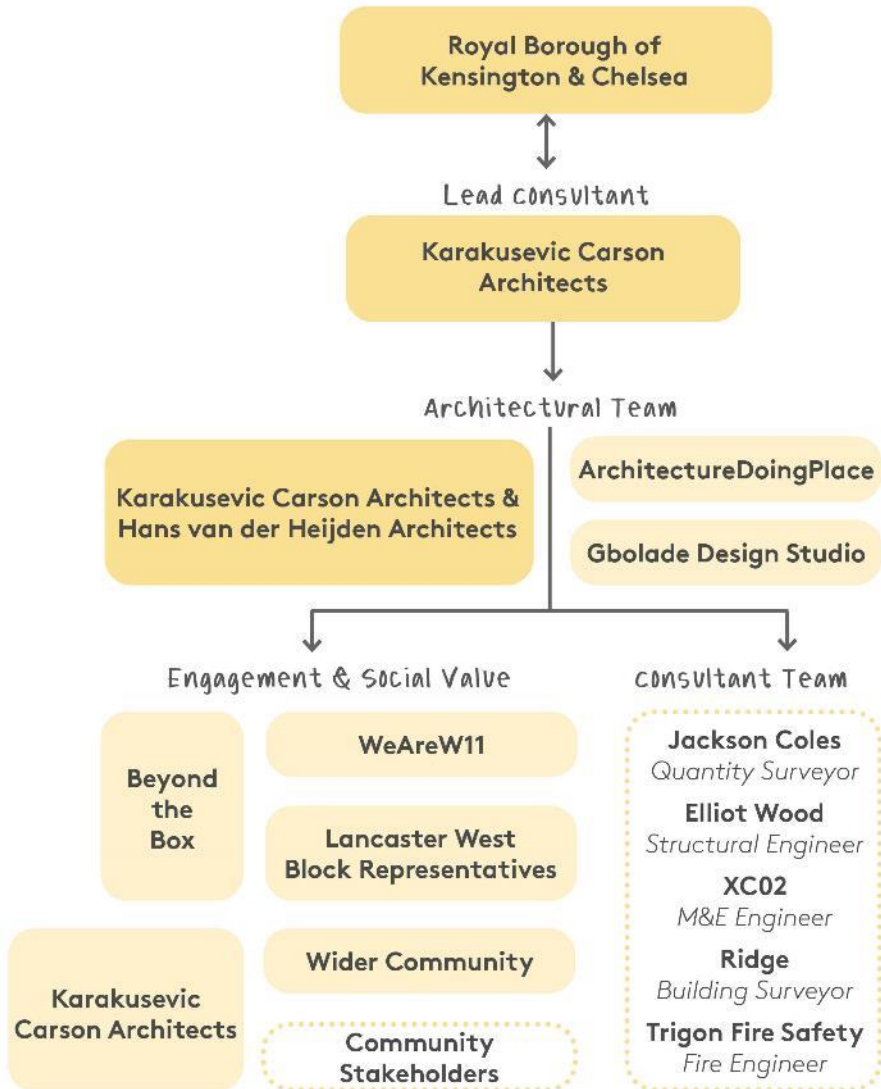 Royal Borough of
Kensington & Chelsea
Lead consultant
Karakusevic Carson
Architects
Architectural Team
Karakusevic Carson Architects &
Hans van der Heijden Architects
ArchitectureDoingPlace
Gbolade Design Studio
Engagement & Social Value
Beyond
the
Box
WeAreW11
Lancaster West
Block Representatives
Wider Community
Karakusevic
Carson Architects
Community
Stakeholders
consultant Team
Jackson Coles
Quantity Surveyor
Elliot Wood
Structural Engineer
XC02
M&E Engineer
Ridge
Building Surveyor
Trigon Fire Safety
Fire Engineer